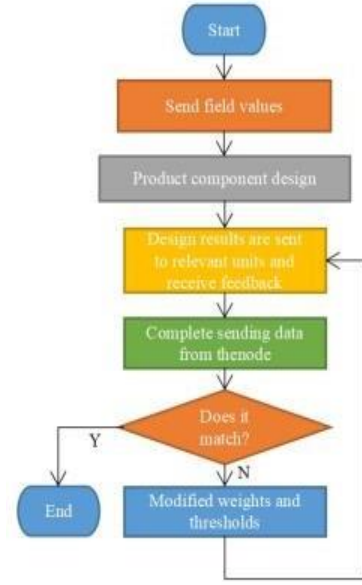 Start
Send field values
Product component design
Design results are sent
to relevant units and
receive feedback
Complete sending data
from thenode
Does it
match?
Y
N
End
Modified weights and
thresholds